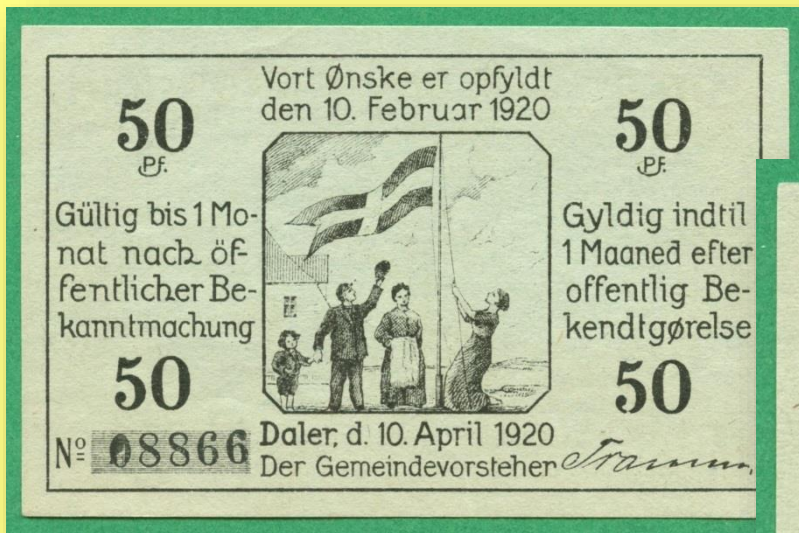 Vort Ønske er opfyldt
den 10. Februar 1920
50
Pf.
Gültig bis 1 Mo-
nat nach öf-
fentlicher Be-
kanntmachung
50
50
Pf.
Gyldig indtil
1 Maaned efter
offentlig Be-
kendtgørelse
50
Daler, d. 10. April 1920
Der Gemeindevorsteher
Nº 08866